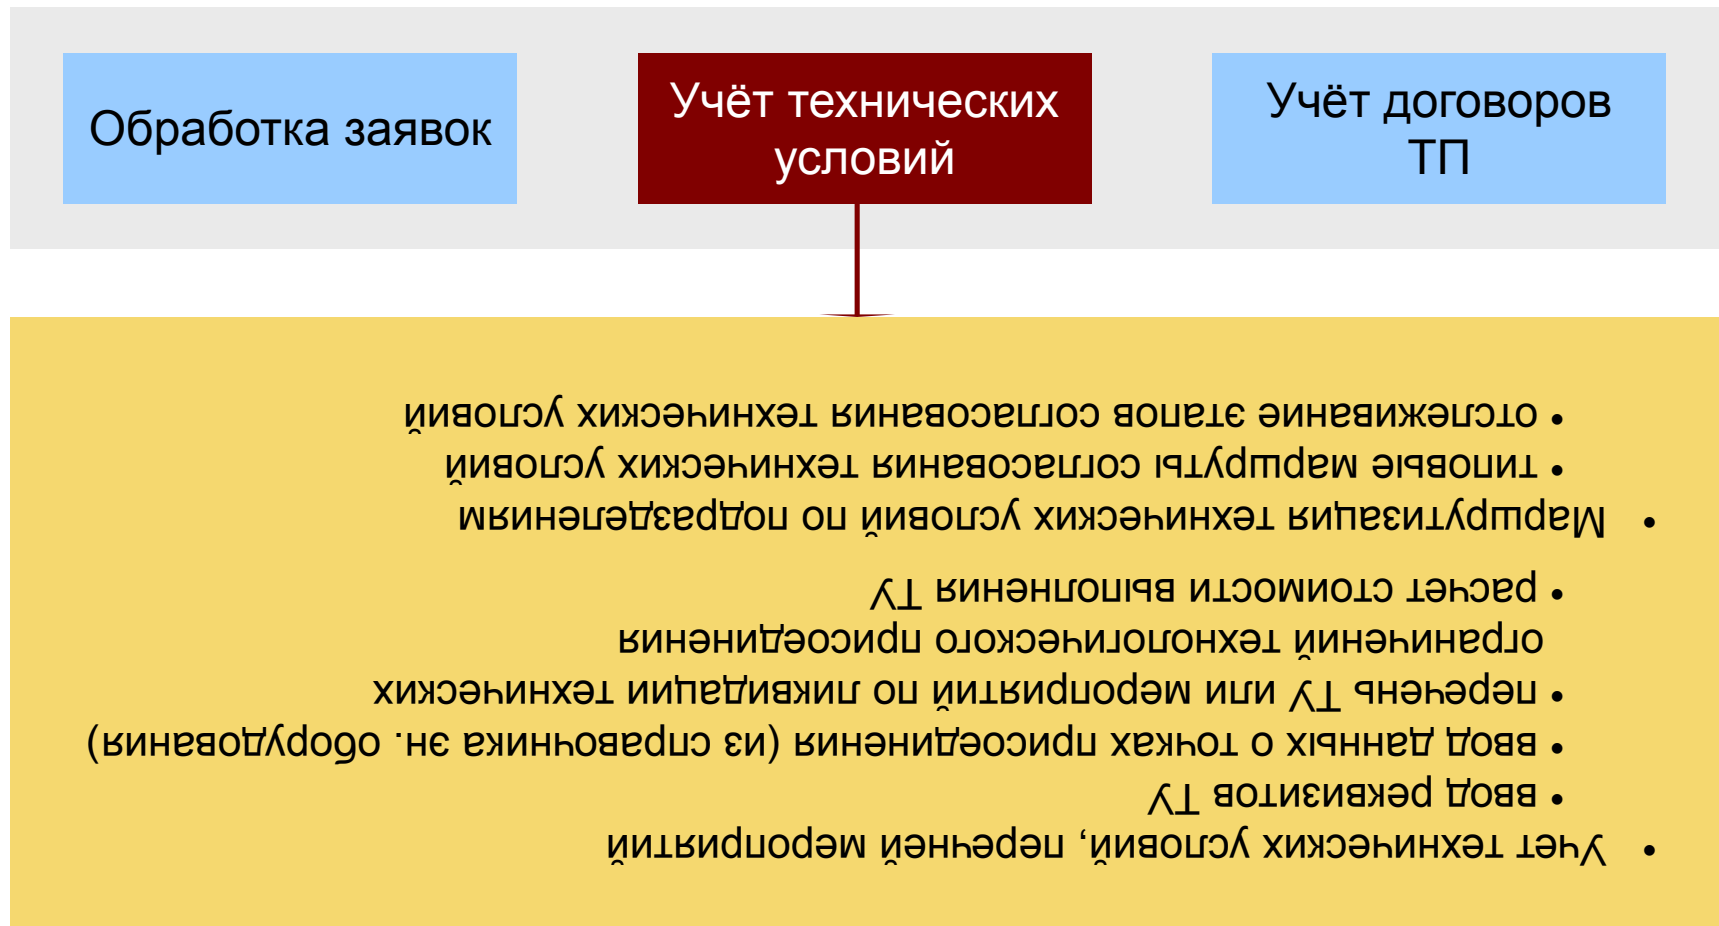 Обработка заявок
Учёт технических
условий
Учёт договоров
ТП
• Учет технических условий, перечней мероприятий
• ввод реквизитов ТУ
• ввод данных о точках присоединения (из справочника эн. оборудования)
• перечень ТУ или мероприятий по ликвидации технических
ограничений технологического присоединения
• расчет стоимости выполнения ТУ
• Маршрутизация технических условий по подразделениям
• типовые маршруты согласования технических условий
• отслеживание этапов согласования технических условий